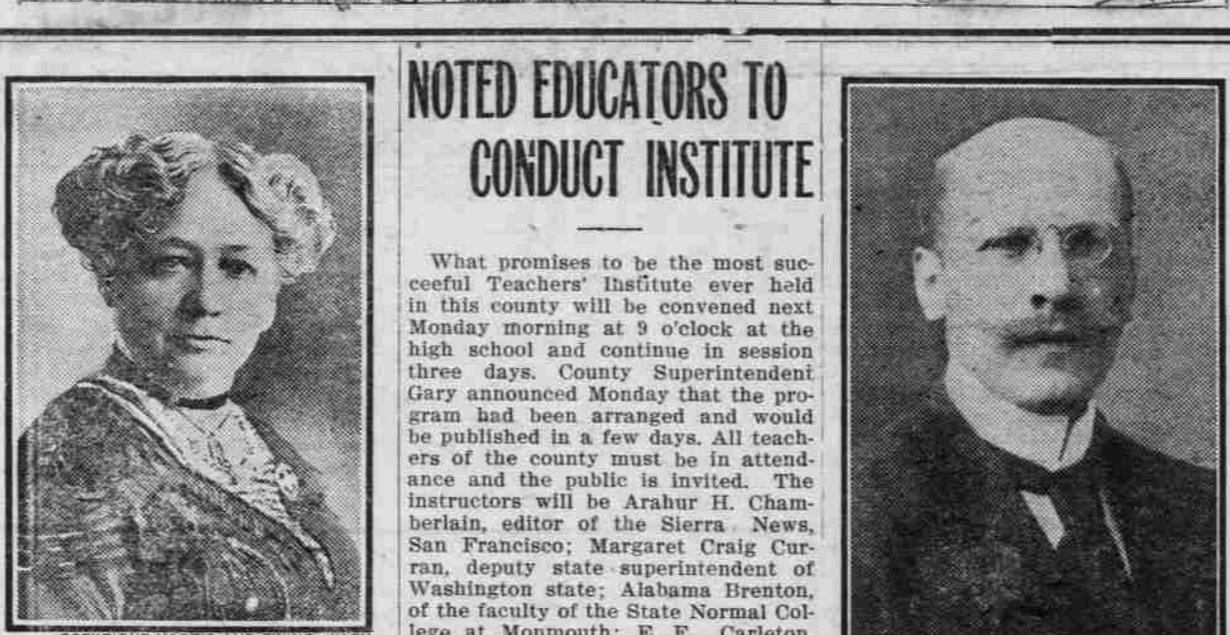 NOTED EDUCATORS TO
CONDUCT INSTITUTE
What promises to be the most suc-
ceeful Teachers' Institute ever held
in this county will be convened next
Monday morning at 9 o'clock at the
high school and continue in session
three days. County Superintendent
Gary announced Monday that the pro-
gram had been arranged and would
be published in a few days. All teach-
ers of the county must be in attend-
ance and the public is invited. The
instructors will be Arahur H. Cham-
berlain, editor of the Sierra News,
San Francisco; Margaret Craig Cur-
ran, deputy state superintendent of
Washington state; Alabama Brenton,
of the faculty of the State Normal Col-
lege at Monmouth; E. F. Carleton,